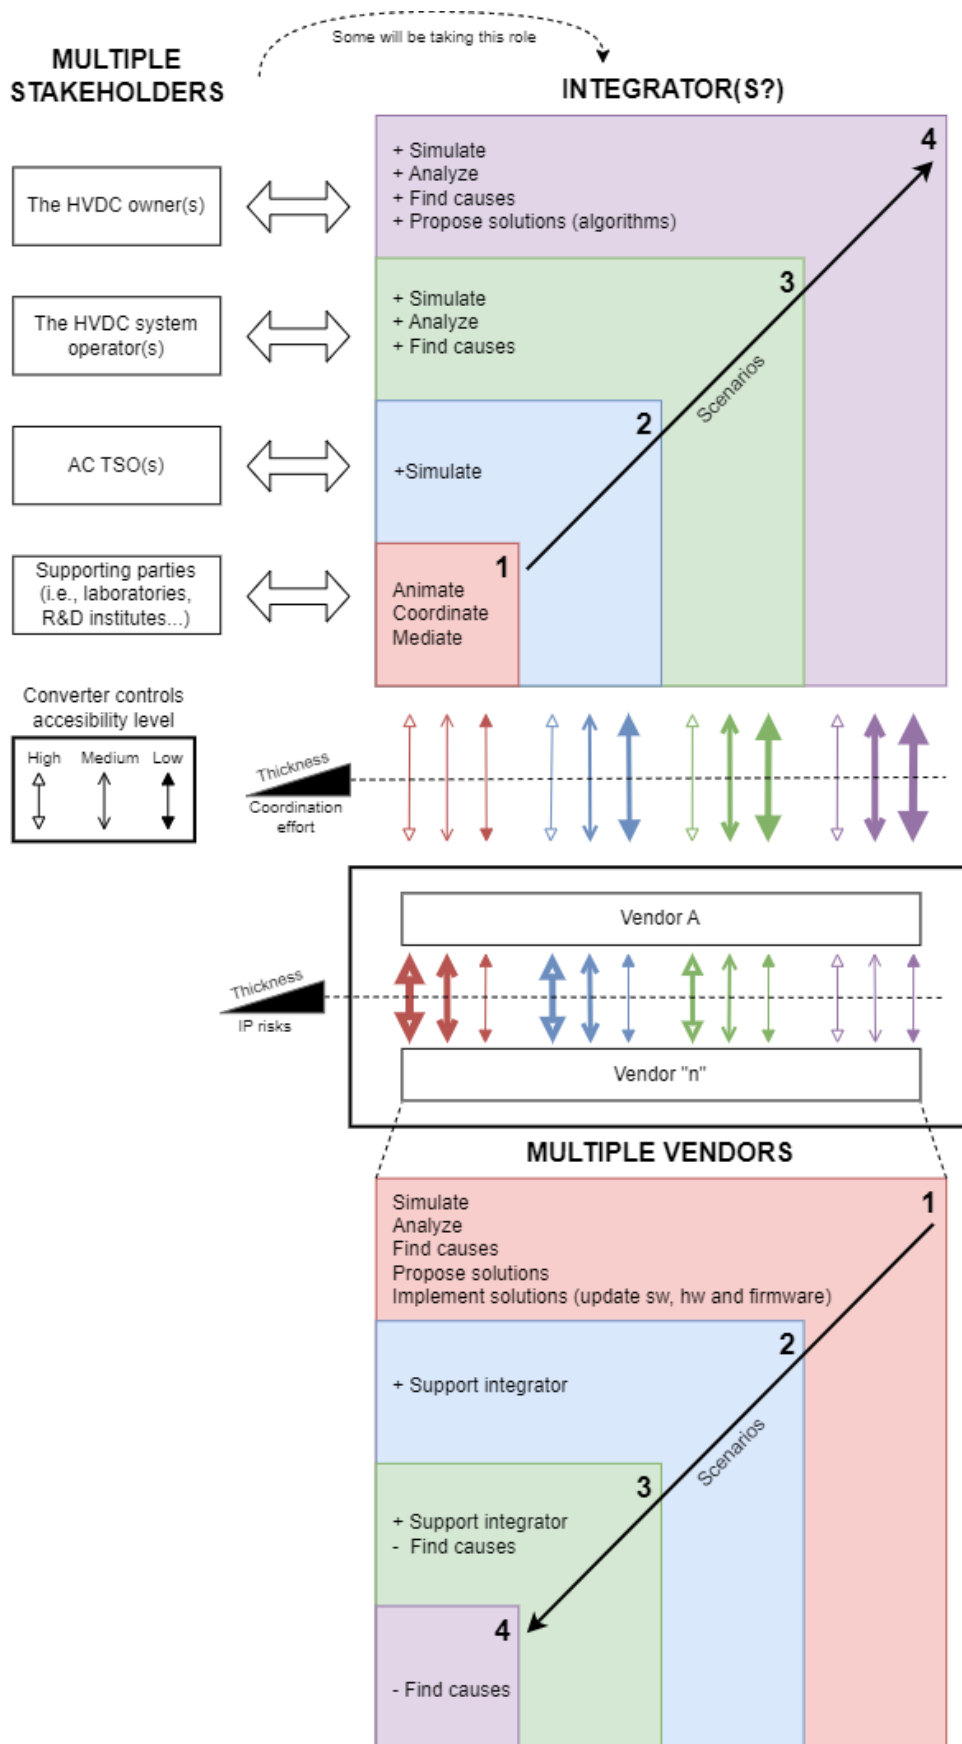 Some will be taking this role
MULTIPLE
STAKEHOLDERS
INTEGRATOR(S?)
The HVDC owner(s)
The HVDC system
operator(s)
AC TSO(s)
Supporting parties
(i.e., laboratories,
R&D institutes...)
4
+ Simulate
+ Analyze
+ Find causes
+ Propose solutions (algorithms)
3
+ Simulate
+ Analyze
+ Find causes
Scenarios
2
+Simulate
1
Animate
Coordinate
Mediate
Converter controls
accesibility level
High Medium Low
Thickness
Coordination
effort
Vendor A
Thickness
IP risks
Vendor "n"
MULTIPLE VENDORS
1
Simulate
Analyze
Find causes
Propose solutions
Implement solutions (update sw, hw and firmware)
2
+ Support integrator
Scenarios
3
+ Support integrator
- Find causes
4
- Find causes